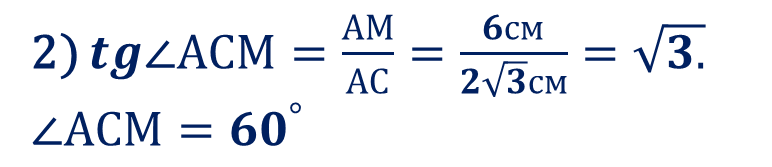 2) tg∠ACM = AM/AC = 6см/2√3см = √3.
∠ACM = 60°